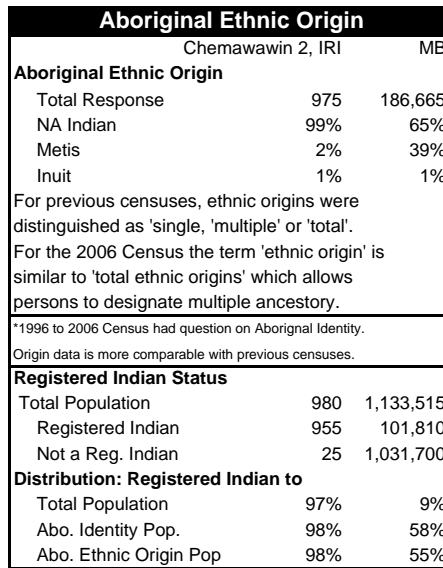 Aboriginal Ethnic Origin
Chemawawin 2, IRI MB
Aboriginal Ethnic Origin
Total Response 975 186,665
NA Indian 99% 65%
Metis 2% 39%
Inuit 1% 1%
For previous censuses, ethnic origins were
distinguished as 'single, 'multiple' or 'total'.
For the 2006 Census the term 'ethnic origin' is
similar to 'total ethnic origins' which allows
persons to designate multiple ancestory.
*1996 to 2006 Census had question on Aborignal Identity.
Origin data is more comparable with previous censuses.
Registered Indian Status
Total Population 980 1,133,515
Registered Indian 955 101,810
Not a Reg. Indian 25 1,031,700
Distribution: Registered Indian to
Total Population 97% 9%
Abo. Identity Pop. 98% 58%
Abo. Ethnic Origin Pop 98% 55%